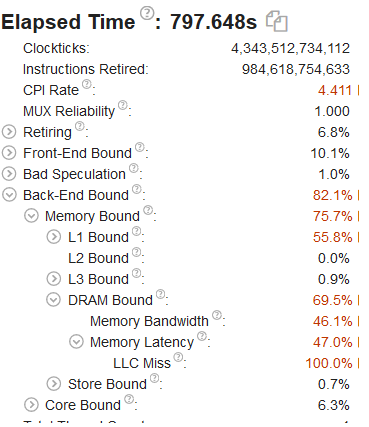 Elapsed Time ?: 797.648s
Clockticks: 4,343,512,734,112
Instructions Retired: 984,618,754,633
CPI Rate ?: 4.411
MUX Reliability ?: 1.000
Retiring ?: 6.8%
Front-End Bound ?: 10.1%
Bad Speculation ?: 1.0%
Back-End Bound ?: 82.1%
Memory Bound ?: 75.7%
L1 Bound ?: 55.8%
L2 Bound ?: 0.0%
L3 Bound ?: 0.9%
DRAM Bound ?: 69.5%
Memory Bandwidth ?: 46.1%
Memory Latency ?: 47.0%
LLC Miss ?: 100.0%
Store Bound ?: 0.7%
Core Bound ?: 6.3%